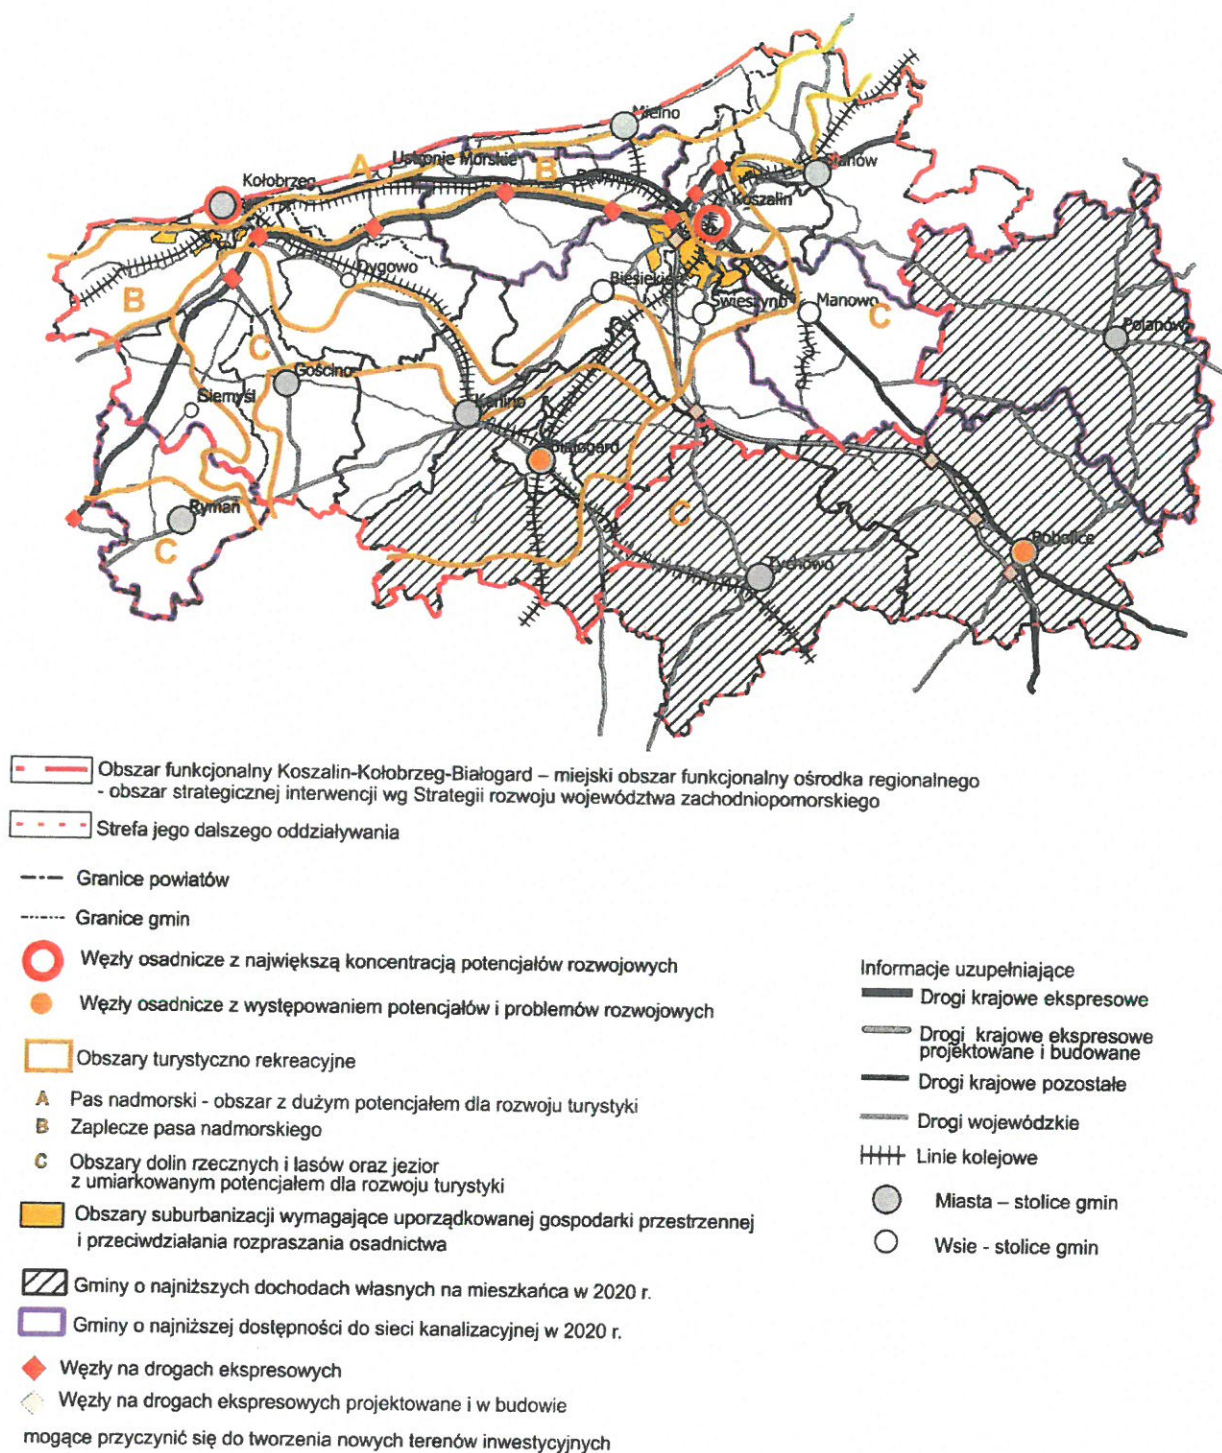 Mielno
Ustronie Morskie
A
B
Sianów
Kołobrzeg
Koszalin
Dygowo
Biesiekierz
B
Świeszyno
Manowo
C
Polanów
C
Gościno
Siemyśl
Karlino
Białogard
C
Rymań
C
Tychowo
Bobolice
Obszar funkcjonalny Koszalin-Kołobrzeg-Białogard – miejski obszar funkcjonalny ośrodka regionalnego
- obszar strategicznej interwencji wg Strategii rozwoju województwa zachodniopomorskiego
Strefa jego dalszego oddziaływania
Granice powiatów
Granice gmin
Węzły osadnicze z największą koncentracją potencjałów rozwojowych
Węzły osadnicze z występowaniem potencjałów i problemów rozwojowych
Obszary turystyczno rekreacyjne
A Pas nadmorski - obszar z dużym potencjałem dla rozwoju turystyki
B Zaplecze pasa nadmorskiego
C Obszary dolin rzecznych i lasów oraz jezior
z umiarkowanym potencjałem dla rozwoju turystyki
Obszary suburbanizacji wymagające uporządkowanej gospodarki przestrzennej
i przeciwdziałania rozpraszania osadnictwa
Gminy o najniższych dochodach własnych na mieszkańca w 2020 r.
Gminy o najniższej dostępności do sieci kanalizacyjnej w 2020 r.
Węzły na drogach ekspresowych
Węzły na drogach ekspresowych projektowane i w budowie
mogące przyczynić się do tworzenia nowych terenów inwestycyjnych
Informacje uzupełniające
Drogi krajowe ekspresowe
Drogi krajowe ekspresowe
projektowane i budowane
Drogi krajowe pozostałe
Drogi wojewódzkie
Linie kolejowe
Miasta – stolice gmin
Wsie - stolice gmin